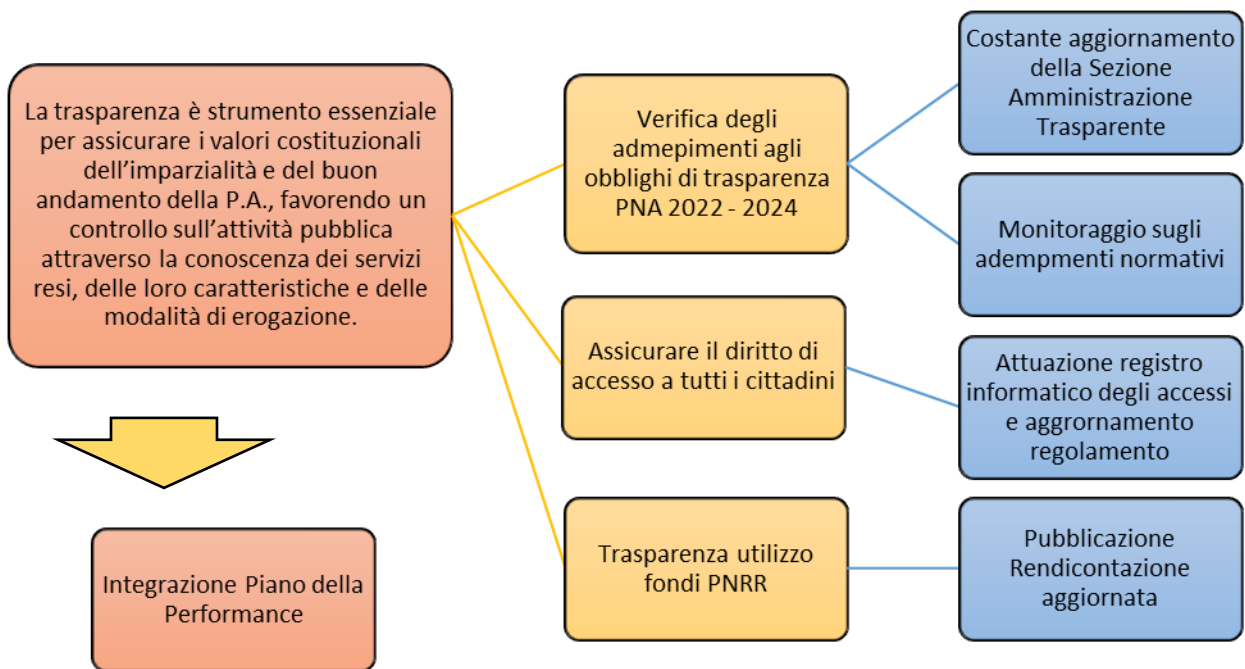 La trasparenza è strumento essenziale
per assicurare i valori costituzionali
dell'imparzialità e del buon
andamento della P.A., favorendo un
controllo sull'attività pubblica
attraverso la conoscenza dei servizi
resi, delle loro caratteristiche e delle
modalità di erogazione.
Integrazione Piano della
Performance
Verifica degli
admepimenti agli
obblighi di trasparenza
PNA 2022 - 2024
Assicurare il diritto di
accesso a tutti i cittadini
Trasparenza utilizzo
fondi PNRR
Costante aggiornamento
della Sezione
Amministrazione
Trasparente
Monitoraggio sugli
adempmenti normativi
Attuazione registro
informatico degli accessi
e aggrornamento
regolamento
Pubblicazione
Rendicontazione
aggiornata